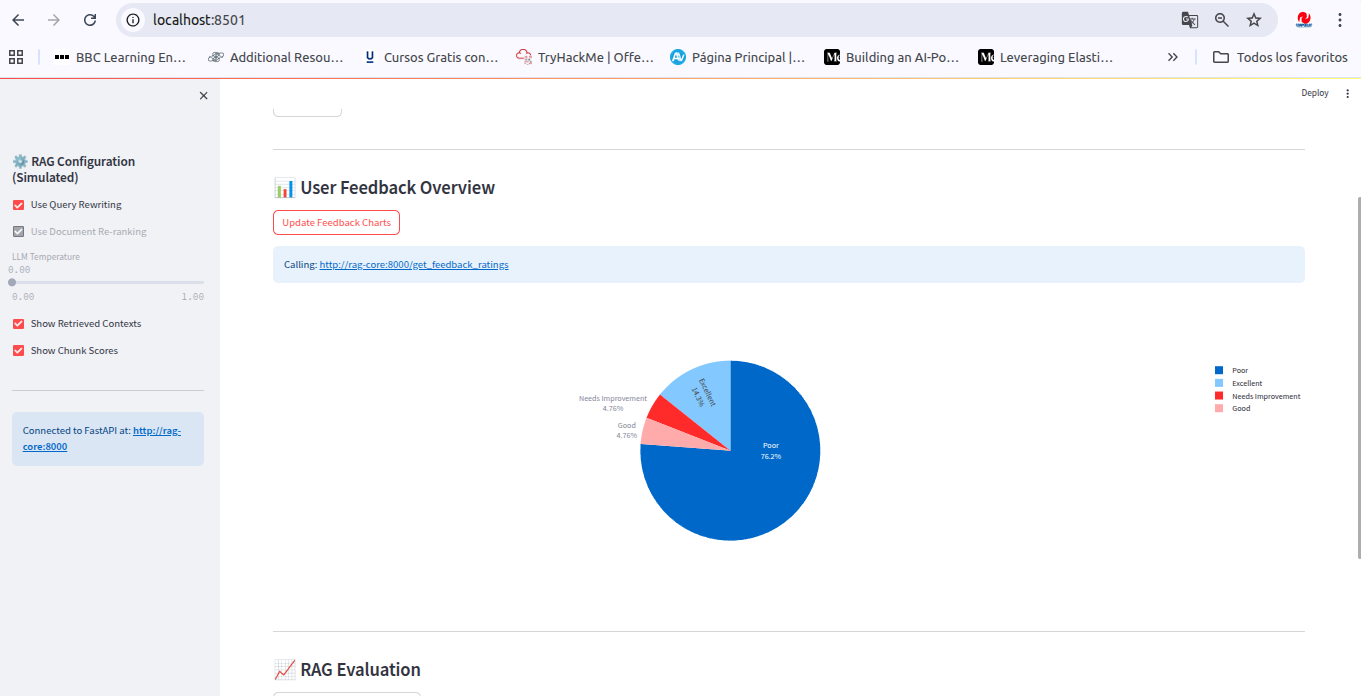 localhost:8501
BBC Learning En...
Additional Resou...
Cursos Gratis con...
TryHackMe | Offe...
Página Principal |...
Building an AI-Po...
Leveraging Elasti...
Todos los favoritos
Deploy
RAG Configuration
(Simulated)
Use Query Rewriting
Use Document Re-ranking
LLM Temperature
0.00
0.00 1.00
Show Retrieved Contexts
Show Chunk Scores
Connected to FastAPI at: http://rag-
core:8000
User Feedback Overview
Update Feedback Charts
Calling: http://rag-core:8000/get_feedback_ratings
Excellent
14.3%
Needs Improvement
4.76%
Good
4.76%
Poor
76.2%
Poor
Excellent
Needs Improvement
Good
RAG Evaluation